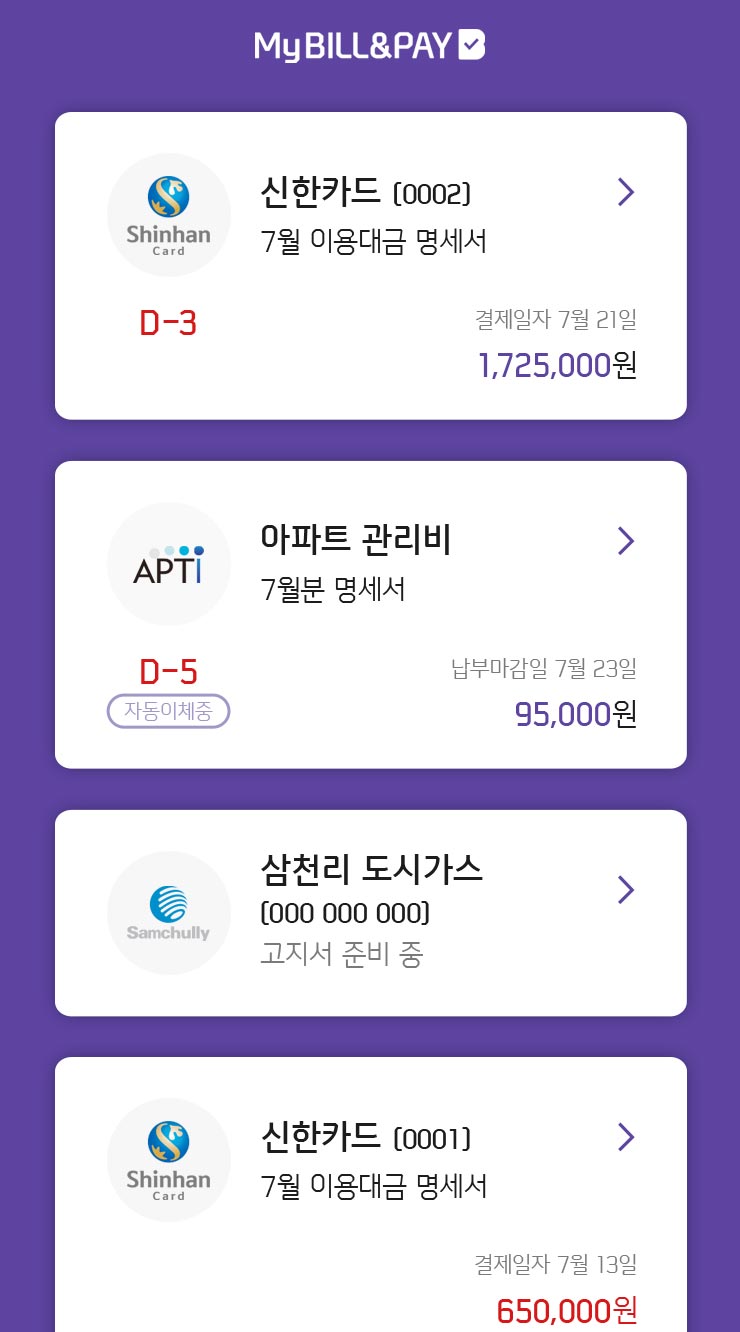 MyBILL&PAY
Shinhan
Card
신한카드 (0002)
7월 이용대금 명세서
D-3
결제일자 7월 21일
1,725,000원
APTi
아파트 관리비
7월분 명세서
D-5
자동이체중
납부마감일 7월 23일
95,000원
Samchully
삼천리 도시가스
(000 000 000)
고지서 준비 중
Shinhan
Card
신한카드 (0001)
7월 이용대금 명세서
결제일자 7월 13일
650,000원